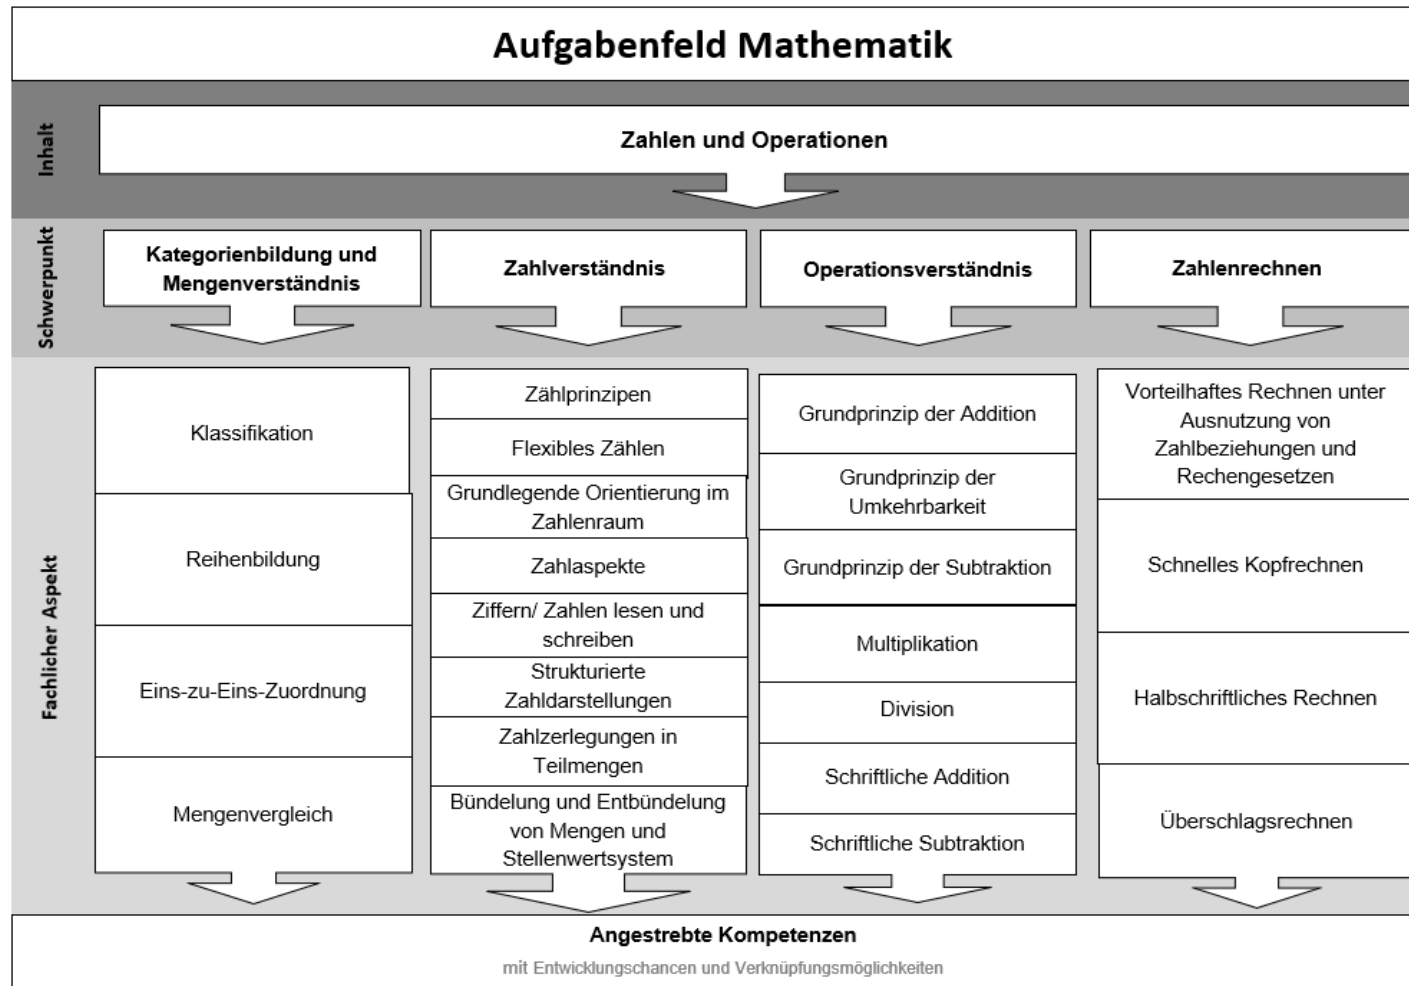 Aufgabenfeld Mathematik
Inhalt
Zahlen und Operationen
Schwerpunkt
Kategorienbildung und
Mengenverständnis
Zahlverständnis
Operationsverständnis
Zahlenrechnen
Fachlicher Aspekt
Klassifikation
Reihenbildung
Eins-zu-Eins-Zuordnung
Mengenvergleich
Zählprinzipen
Flexibles Zählen
Grundlegende Orientierung im
Zahlenraum
Zahlaspekte
Ziffern/ Zahlen lesen und
schreiben
Strukturierte
Zahldarstellungen
Zahlzerlegungen in
Teilmengen
Bündelung und Entbündelung
von Mengen und
Stellenwertsystem
Grundprinzip der Addition
Grundprinzip der
Umkehrbarkeit
Grundprinzip der Subtraktion
Multiplikation
Division
Schriftliche Addition
Schriftliche Subtraktion
Vorteilhaftes Rechnen unter
Ausnutzung von
Zahlbeziehungen und
Rechengesetzen
Schnelles Kopfrechnen
Halbschriftliches Rechnen
Überschlagsrechnen
Angestrebte Kompetenzen
mit Entwicklungschancen und Verknüpfungsmöglichkeiten